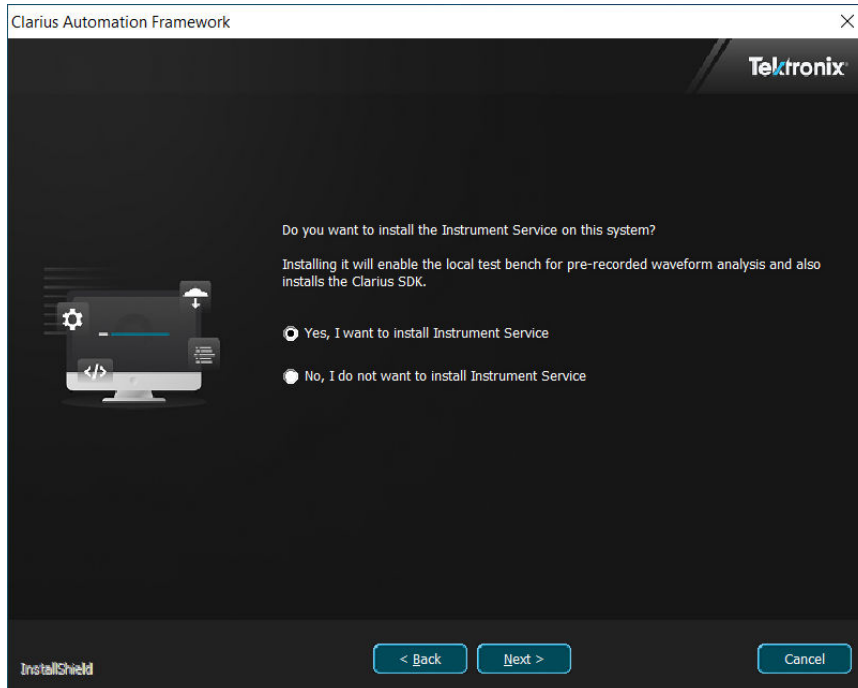 Clarius Automation Framework
Tektronix
Do you want to install the Instrument Service on this system?
Installing it will enable the local test bench for pre-recorded waveform analysis and also
installs the Clarius SDK.
Yes, I want to install Instrument Service
</>
No, I do not want to install Instrument Service
InstallShield
< Back
Next >
Cancel